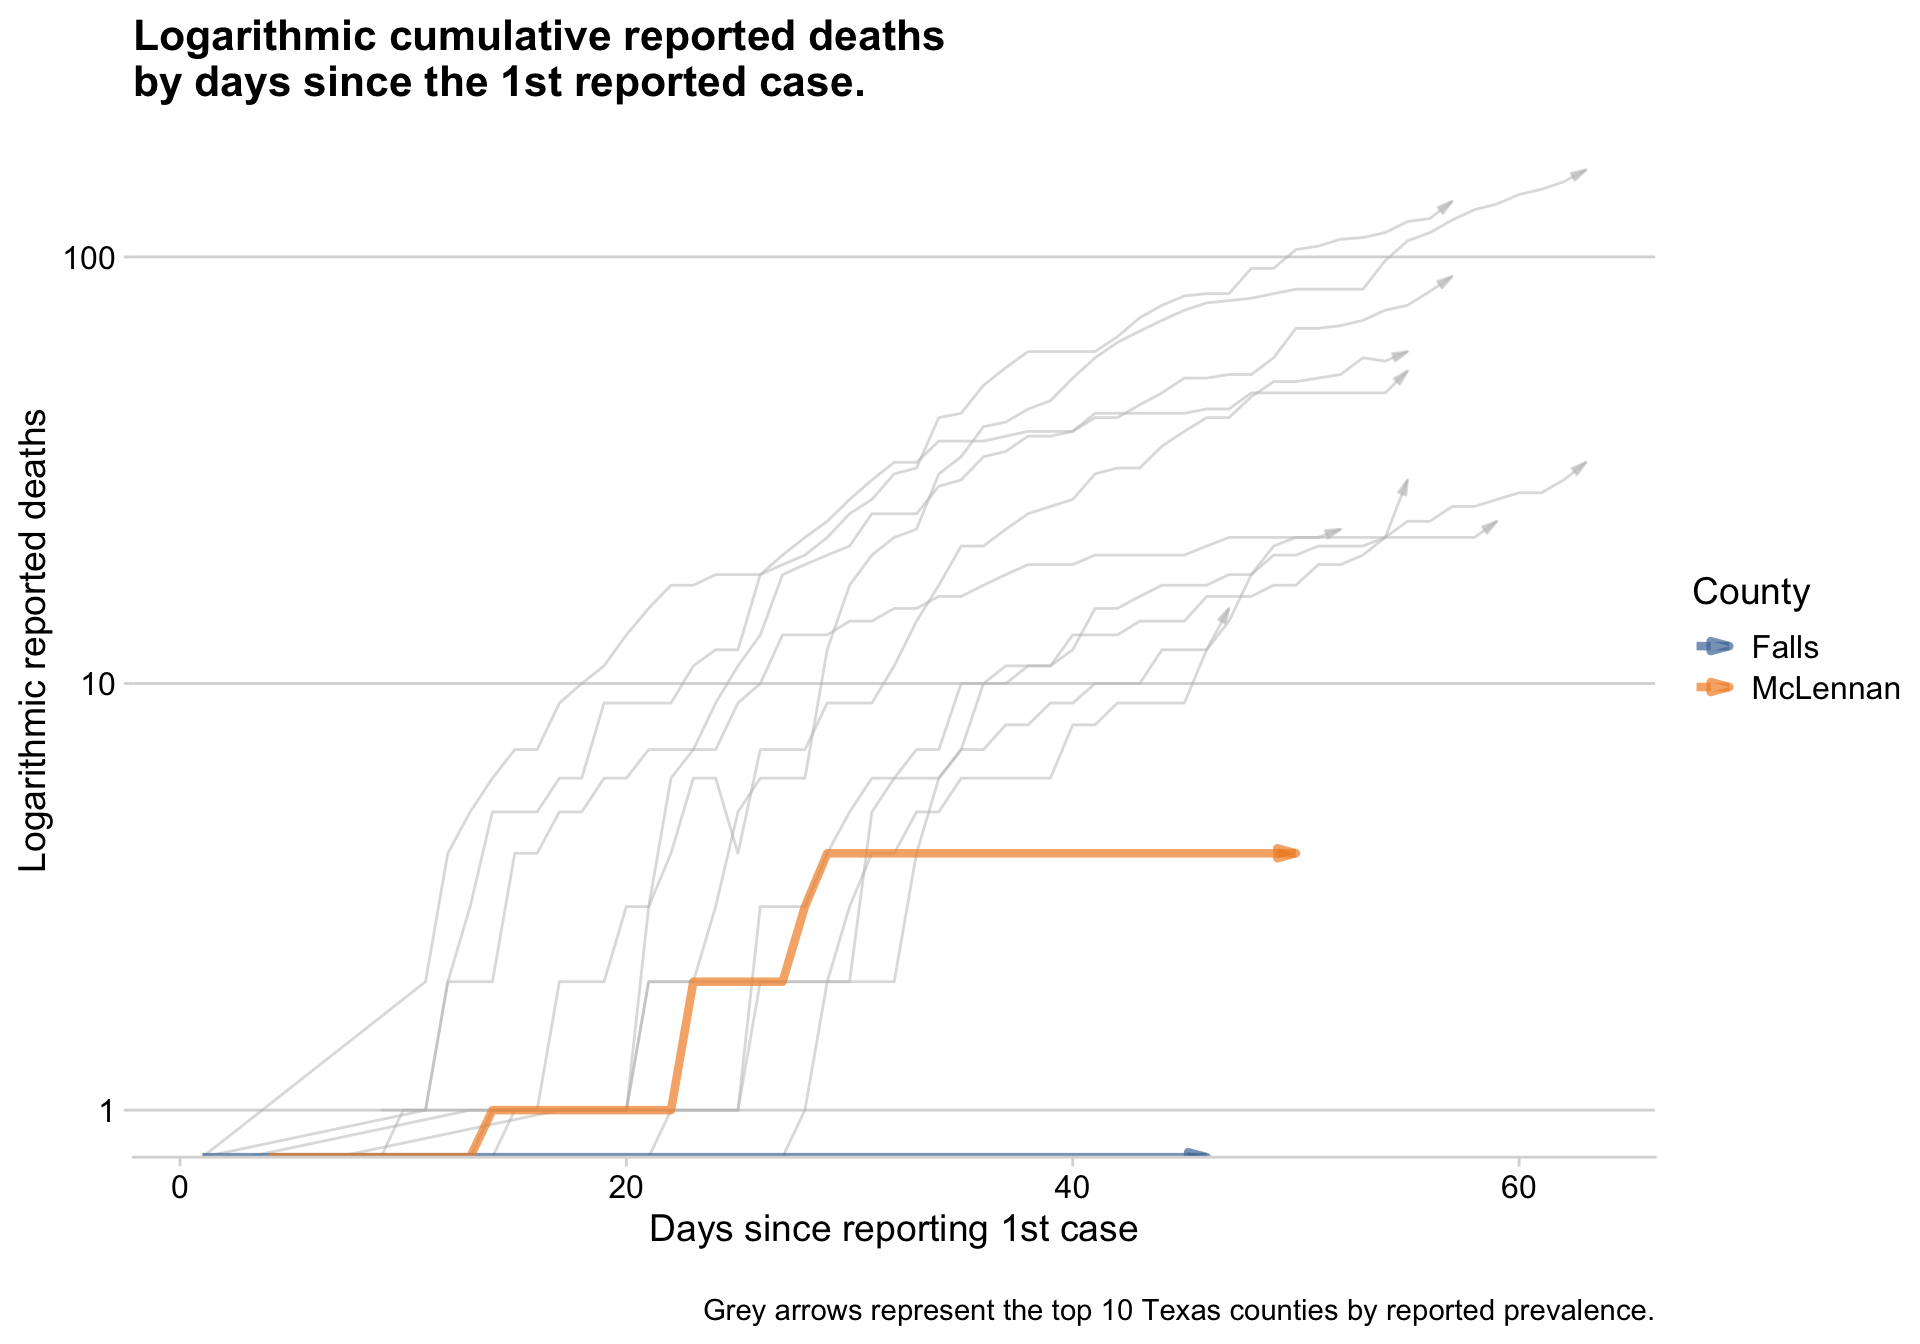 Logarithmic cumulative reported deaths
by days since the 1st reported case.
Logarithmic reported deaths
100
10
1
0
20
40
60
Days since reporting 1st case
County
Falls
McLennan
Grey arrows represent the top 10 Texas counties by reported prevalence.